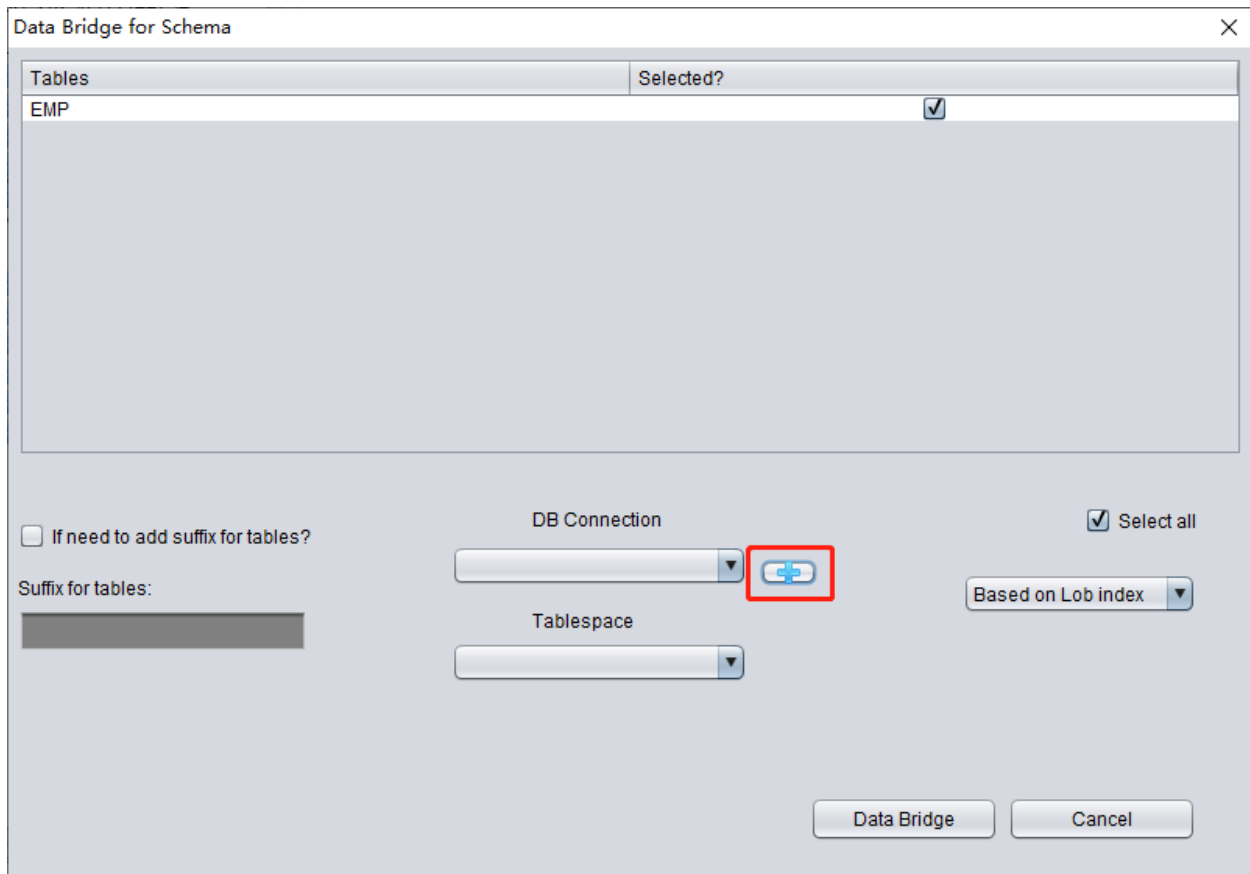 Data Bridge for Schema
Tables Selected?
EMP
If need to add suffix for tables?
Suffix for tables:
DB Connection
Tablespace
Select all
Based on Lob index
Data Bridge Cancel